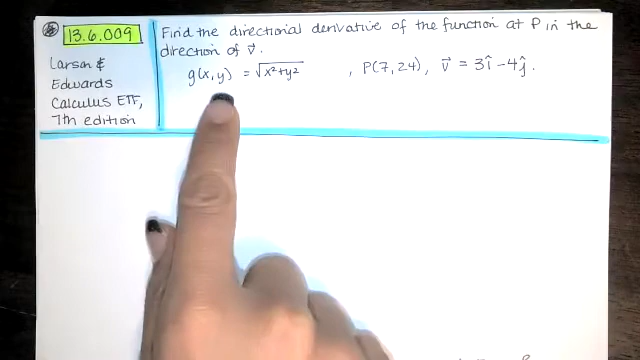 13.6.009
Larson &
Edwards
Calculus ETF,
7th edition
Find the directional derivative of the function at P in the
direction of v⃗.
g(x,y) = √x²+y² , P(7,24), v⃗ = 3î - 4ĵ.